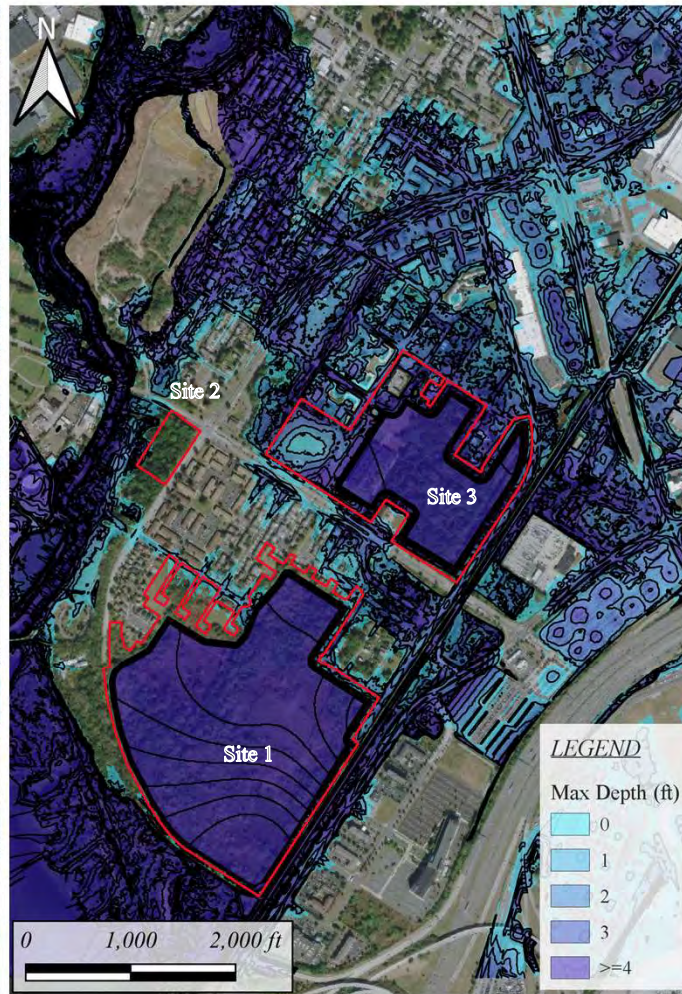 N
Site 2
Site 3
Site 1
LEGEND
Max Depth (ft)
0
1
2
3
>=4
0 1,000 2,000 ft